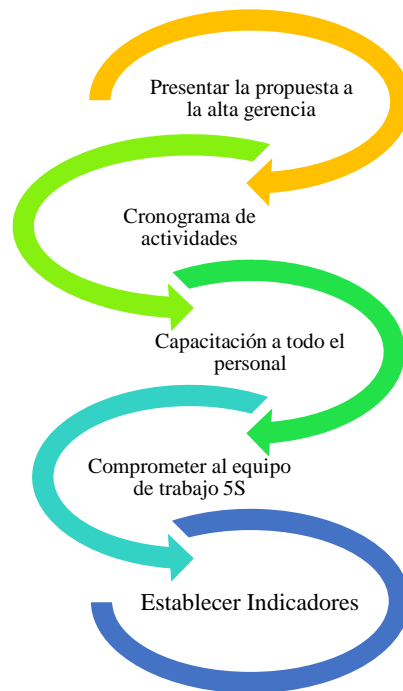 Presentar la propuesta a
la alta gerencia
Cronograma de
actividades
Capacitación a todo el
personal
Comprometer al equipo
de trabajo 5S
Establecer Indicadores